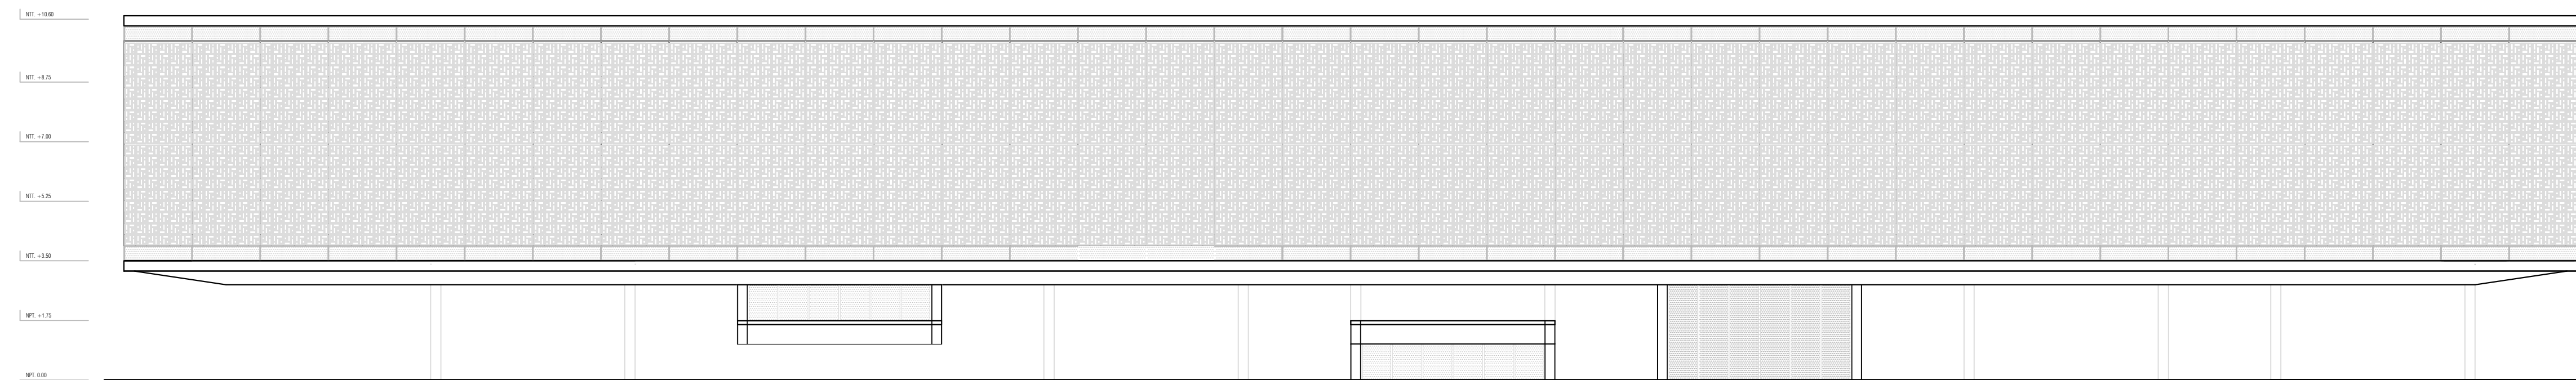 NTT. +10.60
NTT. +8.75
NTT. +7.00
NTT. +5.25
NTT. +3.50
NPT. +1.75
NPT. 0.00